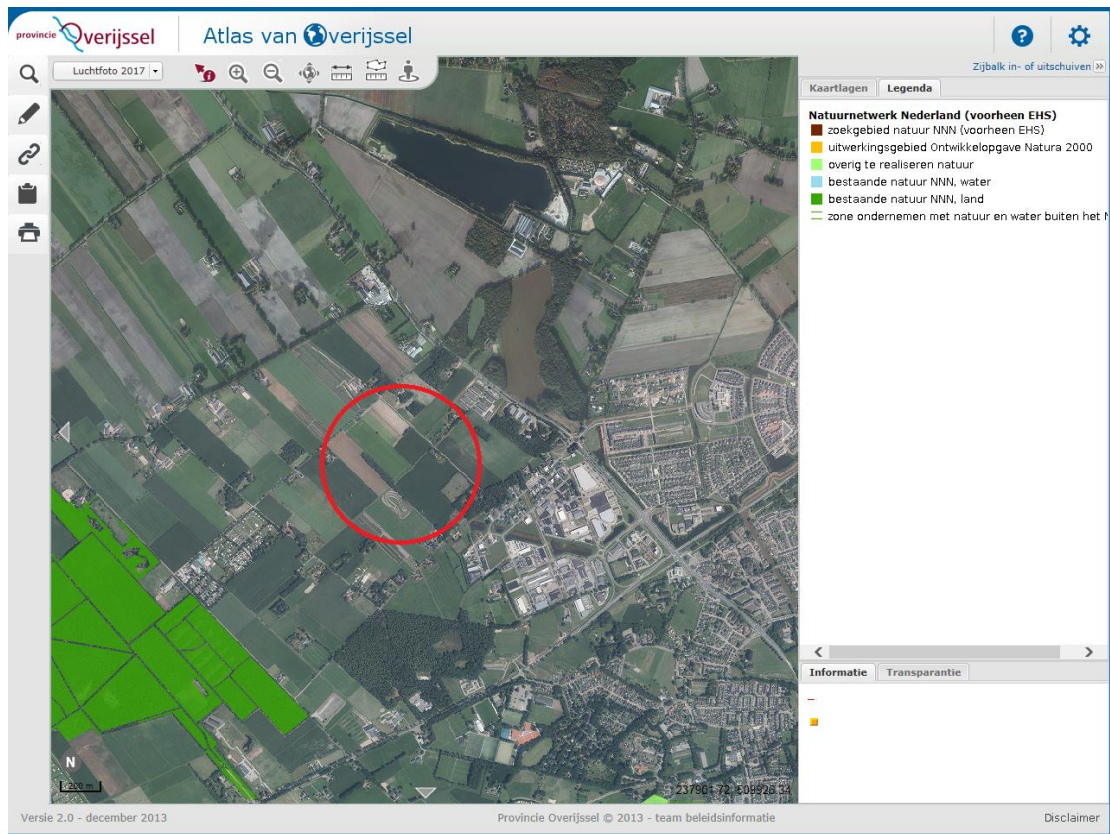 provincie Overijssel
Atlas van Overijssel
?
Luchtfoto 2017
Zijbalk in- of uitschuiven
Kaartlagen Legenda
Natuurnetwerk Nederland (voorheen EHS)
zoekgebied natuur NNN (voorheen EHS)
uitwerkingsgebied Ontwikkelopgave Natura 2000
overig te realiseren natuur
bestaande natuur NNN, water
bestaande natuur NNN, land
zone ondernemen met natuur en water buiten het
Informatie Transparantie
N
200 m
Versie 2.0 - december 2013
Provincie Overijssel © 2013 - team beleidsinformatie
Disclaimer